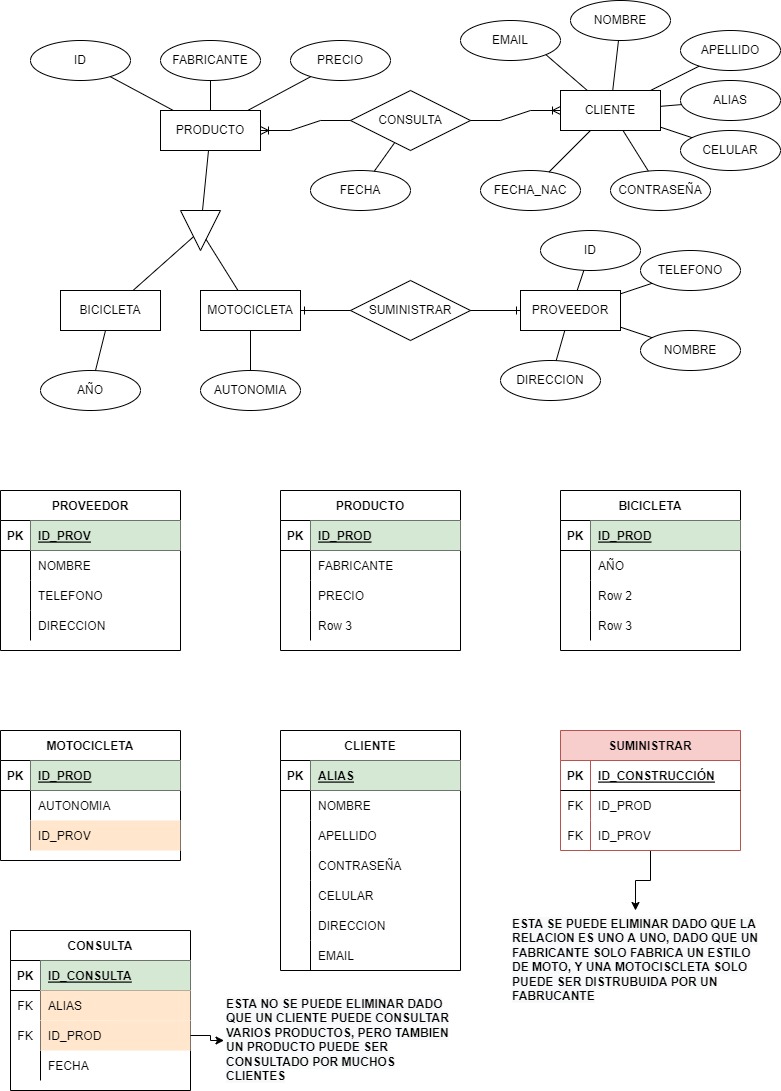 NOMBRE
EMAIL
APELLIDO
ID
FABRICANTE
PRECIO
ALIAS
CLIENTE
PRODUCTO
CONSULTA
CELULAR
FECHA
FECHA_NAC
CONTRASEÑA
ID
TELEFONO
BICICLETA
MOTOCICLETA
SUMINISTRAR
PROVEEDOR
NOMBRE
AÑO
AUTONOMIA
DIRECCION
PROVEEDOR
PK ID_PROV
NOMBRE
TELEFONO
DIRECCION
PRODUCTO
PK ID_PROD
FABRICANTE
PRECIO
Row 3
BICICLETA
PK ID_PROD
AÑO
Row 2
Row 3
MOTOCICLETA
PK ID_PROD
AUTONOMIA
ID_PROV
CLIENTE
PK ALIAS
NOMBRE
APELLIDO
CONTRASEÑA
CELULAR
DIRECCION
EMAIL
SUMINISTRAR
PK ID_CONSTRUCCIÓN
FK ID_PROD
FK ID_PROV
ESTA SE PUEDE ELIMINAR DADO QUE LA
RELACION ES UNO A UNO, DADO QUE UN
FABRICANTE SOLO FABRICA UN ESTILO
DE MOTO, Y UNA MOTOCISCLETA SOLO
PUEDE SER DISTRUBUIDA POR UN
FABRUCANTE
CONSULTA
PK ID_CONSULTA
FK ALIAS
FK ID_PROD
FECHA
ESTA NO SE PUEDE ELIMINAR DADO
QUE UN CLIENTE PUEDE CONSULTAR
VARIOS PRODUCTOS, PERO TAMBIEN
UN PRODUCTO PUEDE SER
CONSULTADO POR MUCHOS
CLIENTES